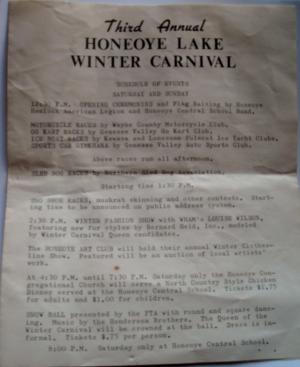 Third Annual
HONEOYE LAKE
WINTER CARNIVAL
SCHEDULE OF EVENTS
SATURDAY AND SUNDAY
12:30 P.M. OPENING CEREMONIES and Flag Raising by Honeoye
Hemlock American Legion and Honeoye Central School Band.
MOTORCYCLE RACES by Wayne County Motorcycle Club.
GO KART RACES by Genesee Valley Go Kart Club.
ICE BOAT RACES by Keuka and Lonesome Pulteney Ice Yacht Clubs.
SPORTS CAR GYMKHANA by Genesee Valley Auto Sports Club.
Above races run all afternoon.
SLED DOG RACES by Northern Sled Dog Association.
Starting time 1:30 P.M.
SNO SHOE RACES, muskrat skinning and other contests. Start-
ing time to be announced on public address system.
2:30 P.M. WINTER FASHION SHOW with WHAM's LOUISE WILSON,
featuring new fur styles by Bernard Reid, Inc., modeled
by Winter Carnival Queen candidates.
The HONEOYE ART CLUB will hold their annual Winter Clothes-
line Show. Featured will be an auction of local artists'
work.
At 4:30 P.M. until 7:30 P.M. Saturday only the Honeoye Con-
gregational Church will serve a North Country Style Chicken
Dinner served at the Honeoye Central School. Tickets $1.75
for adults and $1.00 for children.
SNOW BALL presented by the PTA with round and square danc-
ing. Music by the Henderson Brothers. The Queen of the
Winter Carnival will be crowned at the ball. Dress is in-
formal. Tickets $.75 per person.
9:00 P.M. Saturday only at Honeoye Central School.